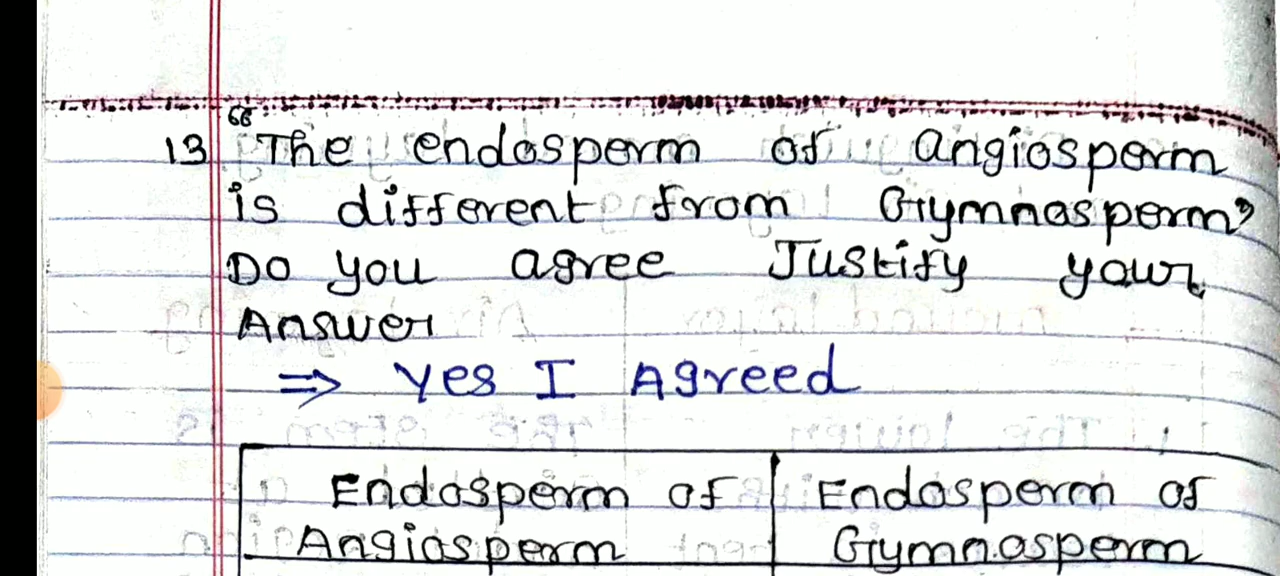 13 "The endosperm of Angiosperm
is different from Gymnosperm"
Do you agree Justify your
Answer
⇒ Yes I Agreed
Endosperm of Angiosperm | Endosperm of Gymnosperm